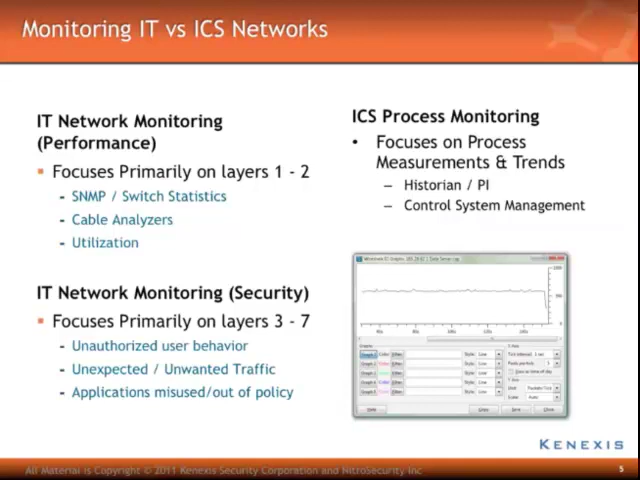 Monitoring IT vs ICS Networks
IT Network Monitoring
(Performance)
Focuses Primarily on layers 1 - 2
- SNMP / Switch Statistics
- Cable Analyzers
- Utilization
IT Network Monitoring (Security)
Focuses Primarily on layers 3 - 7
- Unauthorized user behavior
- Unexpected / Unwanted Traffic
- Applications misused/out of policy
ICS Process Monitoring
• Focuses on Process
Measurements & Trends
– Historian / PI
– Control System Management
KENEXIS
All Material is Copyright © 2011 Kenexis Security Corporation and NitroSecurity Inc
5